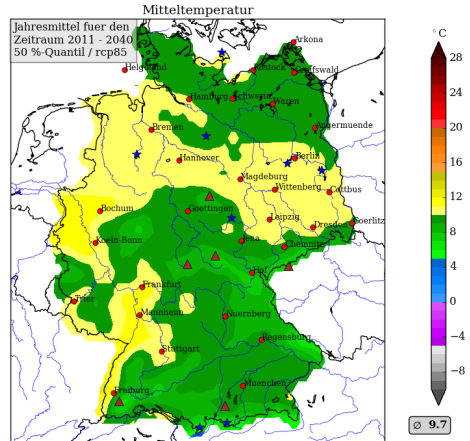 Mitteltemperatur
Jahresmittel fuer den
Zeitraum 2011 - 2040
50 %-Quantil / rcp85
°C
Arkona
Helgoland
Rostock
Greifswald
Hamburg
Schwerin
Waren
Bremen
Angermuende
Hannover
Berlin
Magdeburg
Wittenberg
Cottbus
Bochum
Goettingen
Leipzig
Dresden
Goerlitz
Koeln-Bonn
Jena
Chemnitz
Hof
Frankfurt
Trier
Mannheim
Nuernberg
Regensburg
Stuttgart
Freiburg
Muenchen
28
24
20
16
12
8
4
0
−4
−8
∅ 9.7